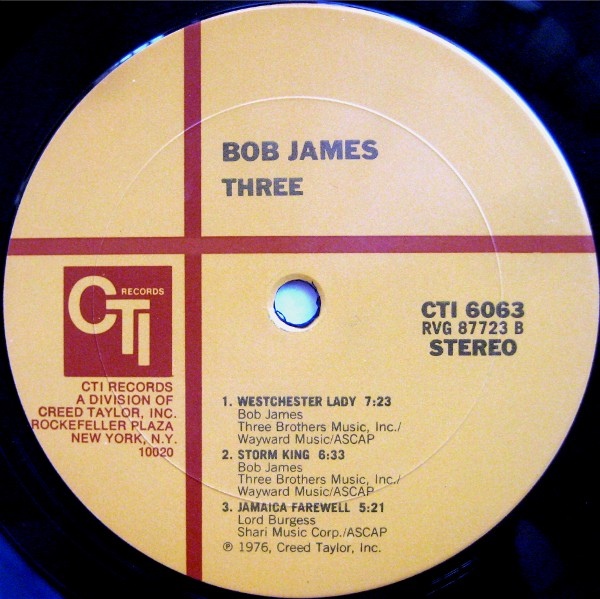 BOB JAMES
THREE
CTI RECORDS
CTI 6063
RVG 87723 B
STEREO
CTI RECORDS
A DIVISION OF
CREED TAYLOR, INC.
ROCKEFELLER PLAZA
NEW YORK, N.Y.
10020
1. WESTCHESTER LADY 7:23
Bob James
Three Brothers Music, Inc./
Wayward Music/ASCAP
2. STORM KING 6:33
Bob James
Three Brothers Music, Inc./
Wayward Music/ASCAP
3. JAMAICA FAREWELL 5:21
Lord Burgess
Shari Music Corp./ASCAP
℗ 1976, Creed Taylor, Inc.